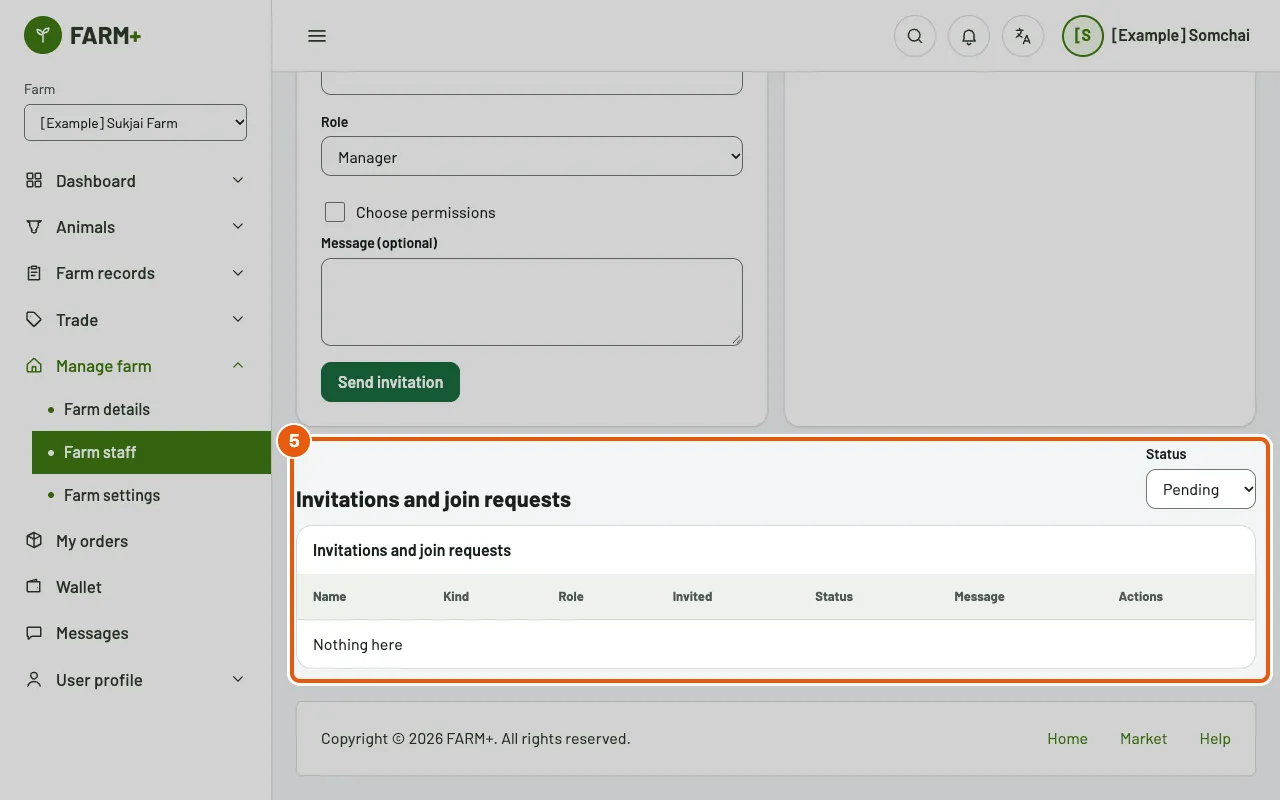 FARM+
Farm
[Example] Sukjai Farm
Dashboard
Animals
Farm records
Trade
Manage farm
Farm details
Farm staff
Farm settings
My orders
Wallet
Messages
User profile
[S
[Example] Somchai
Role
Manager
Choose permissions
Message (optional)
Send invitation
5
Status
Pending
Invitations and join requests
Invitations and join requests
Name Kind Role Invited Status Message Actions
Nothing here
Copyright © 2026 FARM+. All rights reserved.
Home Market Help